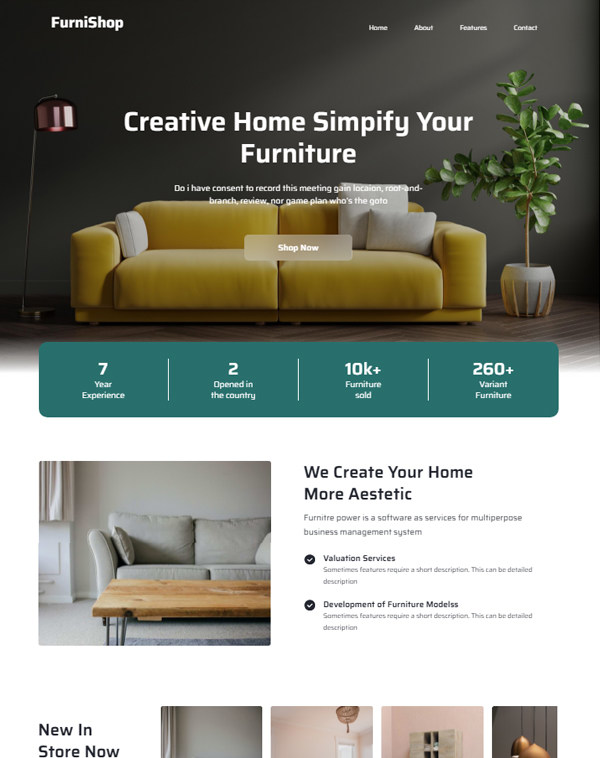 FurniShop
Home About Features Contact
Creative Home Simpify Your
Furniture
Do i have consent to record this meeting gain locaion, root-and-
branch, review, nor game plan who's the goto
Shop Now
7
Year
Experience
2
Opened in
the country
10k+
Furniture
sold
260+
Variant
Furniture
We Create Your Home
More Aestetic
Furnitre power is a software as services for multiperpose
business management system
Valuation Services
Sometimes features require a short description. This can be detailed
description
Development of Furniture Modelss
Sometimes features require a short description. This can be detailed
description
New In
Store Now